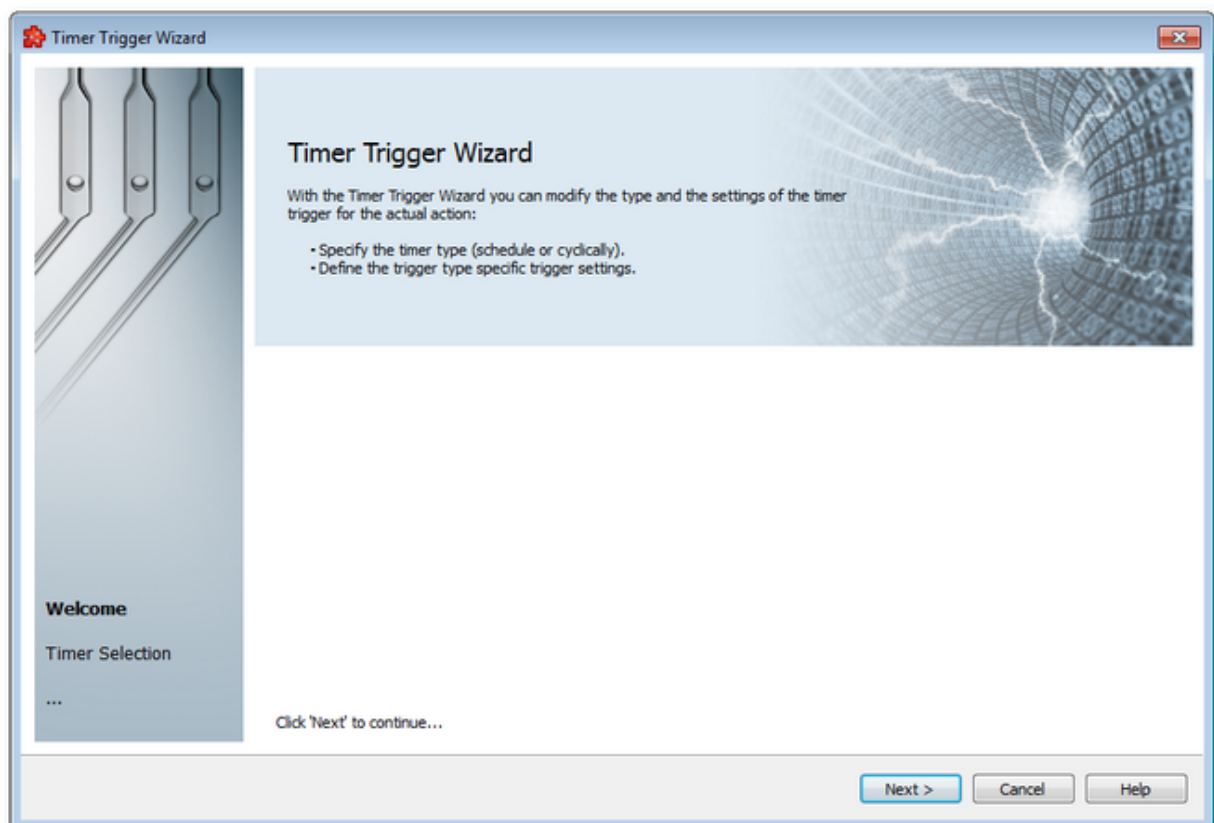 Timer Trigger Wizard
Timer Trigger Wizard
With the Timer Trigger Wizard you can modify the type and the settings of the timer
trigger for the actual action:
• Specify the timer type (schedule or cyclically).
• Define the trigger type specific trigger settings.
Welcome
Timer Selection
...
Click 'Next' to continue...
Next >
Cancel
Help